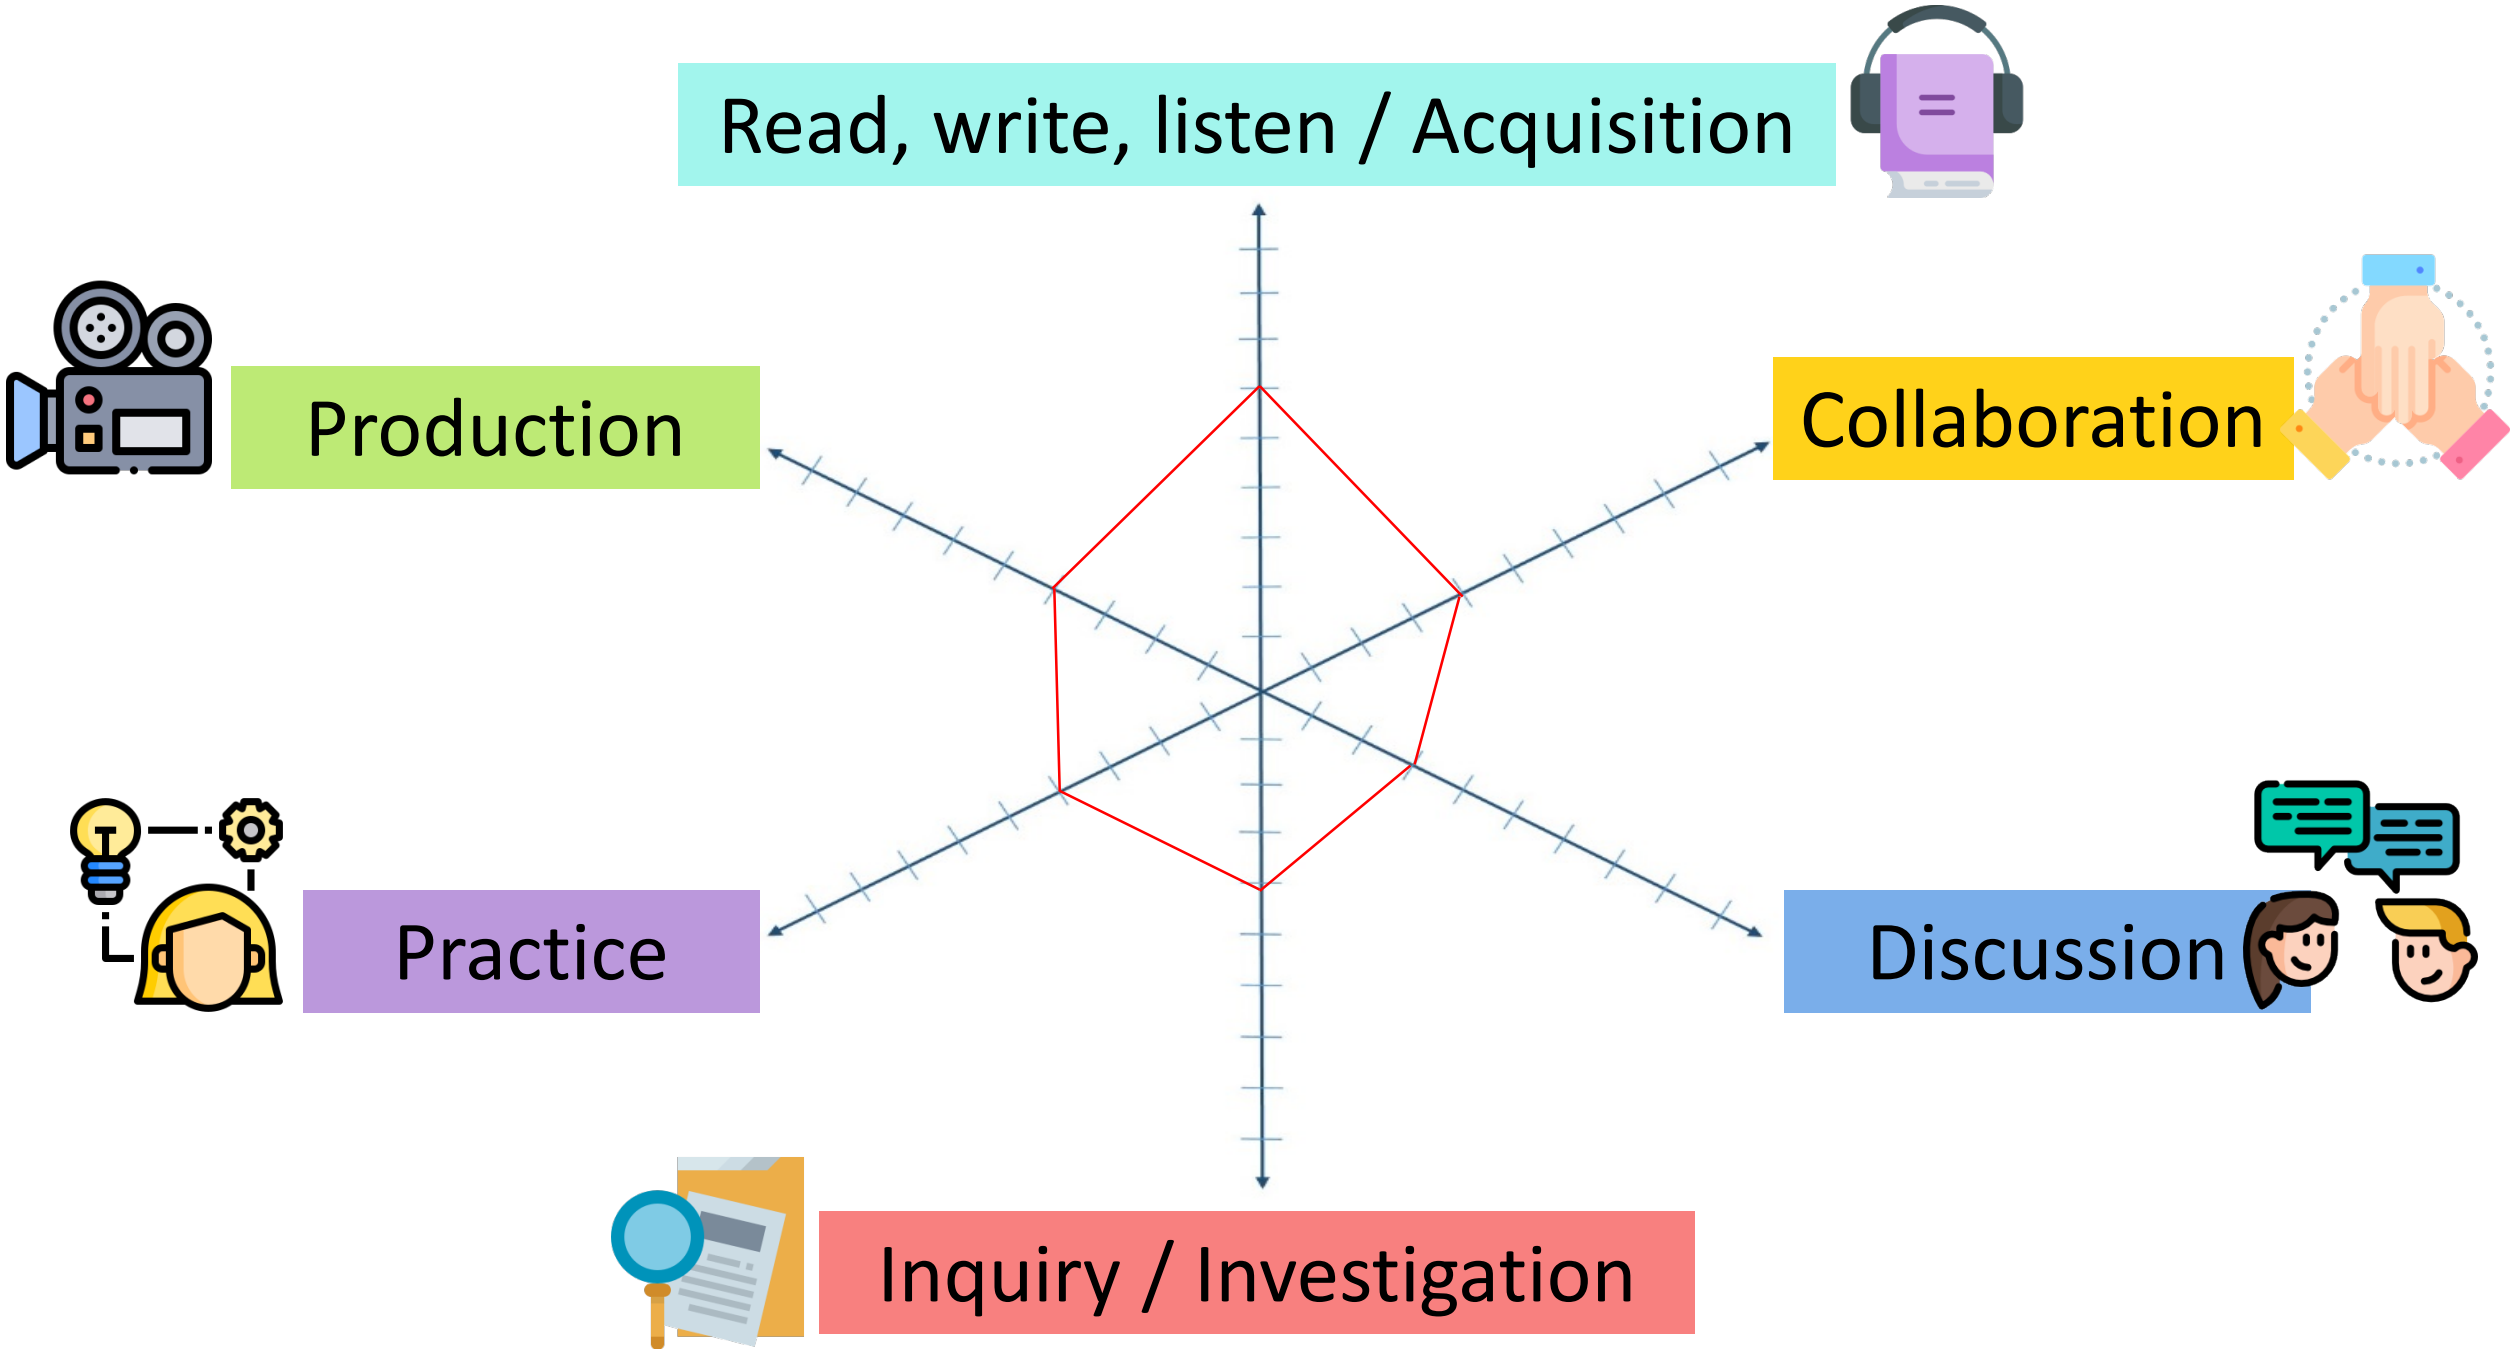 Read, write, listen / Acquisition
Production
Collaboration
Practice
Discussion
Inquiry / Investigation